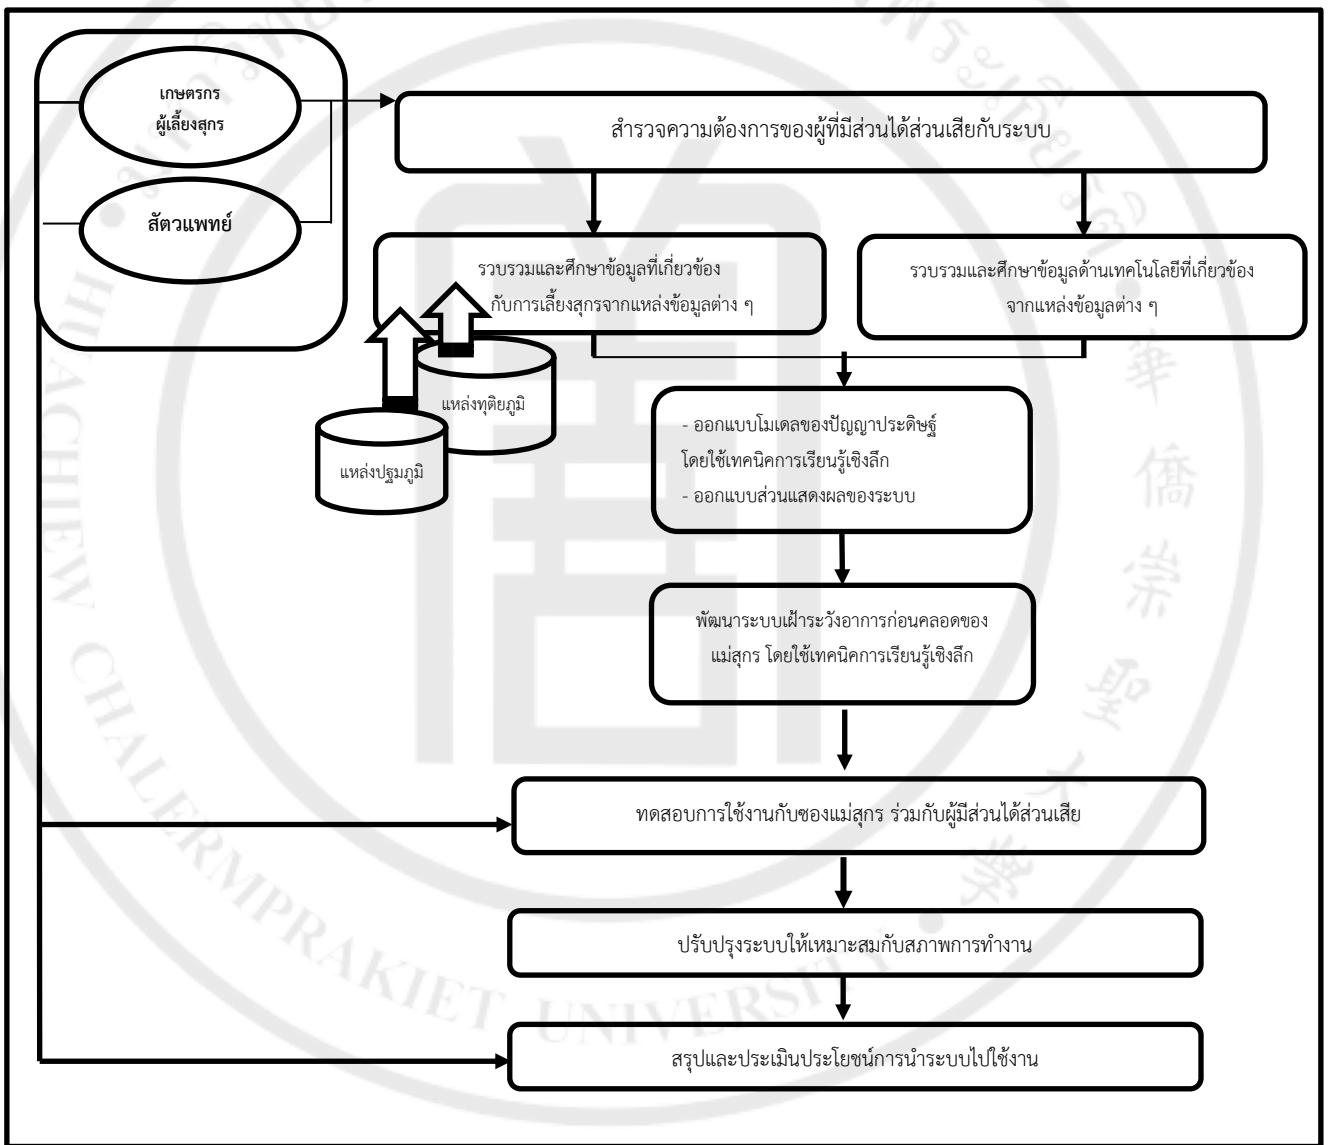 เกษตรกร
ผู้เลี้ยงสุกร
สัตวแพทย์
สำรวจความต้องการของผู้ที่มีส่วนได้ส่วนเสียกับระบบ
รวบรวมและศึกษาข้อมูลที่เกี่ยวข้อง
กับการเลี้ยงสุกรจากแหล่งข้อมูลต่าง ๆ
รวบรวมและศึกษาข้อมูลด้านเทคโนโลยีที่เกี่ยวข้อง
จากแหล่งข้อมูลต่าง ๆ
แหล่งทุติยภูมิ
แหล่งปฐมภูมิ
- ออกแบบโมเดลของปัญญาประดิษฐ์
โดยใช้เทคนิคการเรียนรู้เชิงลึก
- ออกแบบส่วนแสดงผลของระบบ
พัฒนาระบบเฝ้าระวังอาการก่อนคลอดของ
แม่สุกร โดยใช้เทคนิคการเรียนรู้เชิงลึก
ทดสอบการใช้งานกับซองแม่สุกร ร่วมกับผู้มีส่วนได้ส่วนเสีย
ปรับปรุงระบบให้เหมาะสมกับสภาพการทำงาน
สรุปและประเมินประโยชน์การนำระบบไปใช้งาน
HUACHIEW CHALERMPRAKIET UNIVERSITY
華僑崇聖大學